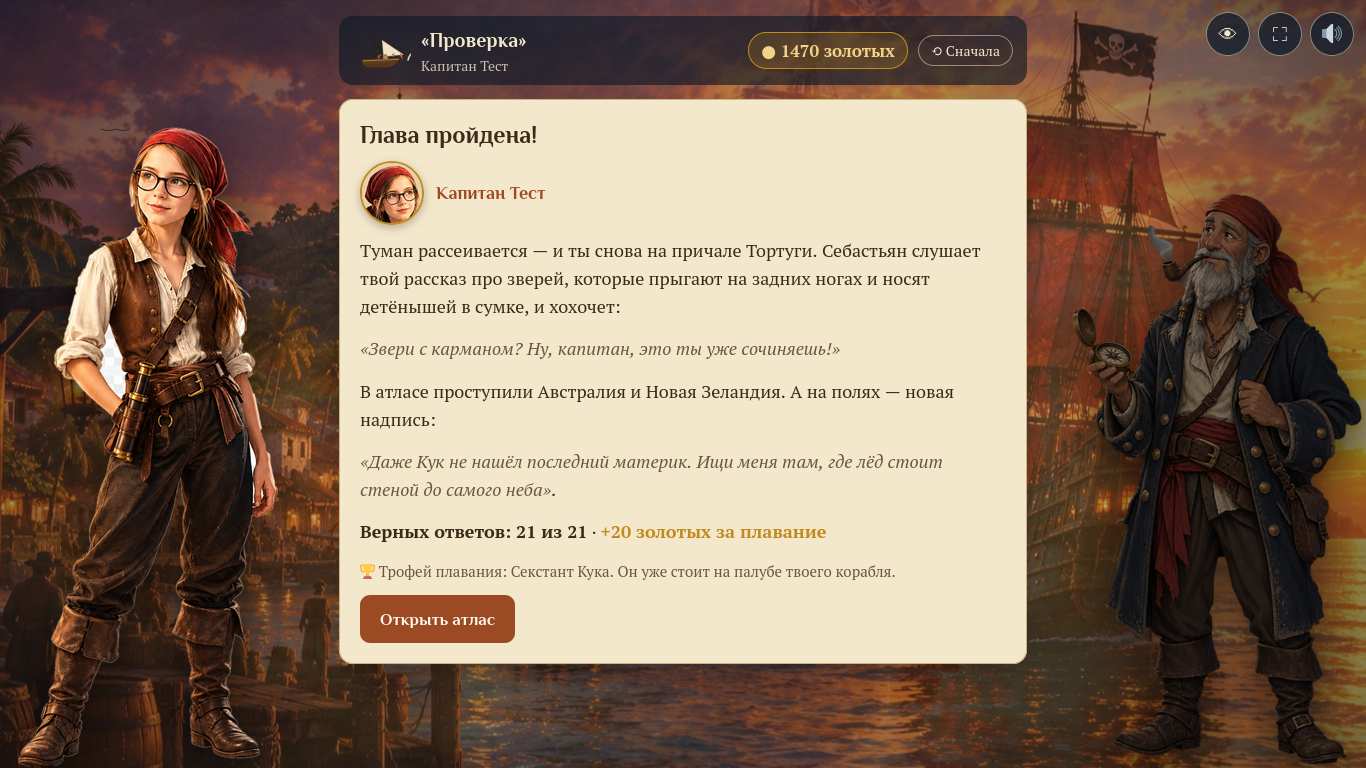 «Проверка»
Капитан Тест
1470 золотых
⟲ Сначала
Глава пройдена!
Капитан Тест
Туман рассеивается — и ты снова на причале Тортуги. Себастьян слушает
твой рассказ про зверей, которые прыгают на задних ногах и носят
детёнышей в сумке, и хохочет:
«Звери с карманом? Ну, капитан, это ты уже сочиняешь!»
В атласе проступили Австралия и Новая Зеландия. А на полях — новая
надпись:
«Даже Кук не нашёл последний материк. Ищи меня там, где лёд стоит
стеной до самого неба».
Верных ответов: 21 из 21 · +20 золотых за плавание
🏆 Трофей плавания: Секстант Кука. Он уже стоит на палубе твоего корабля.
Открыть атлас